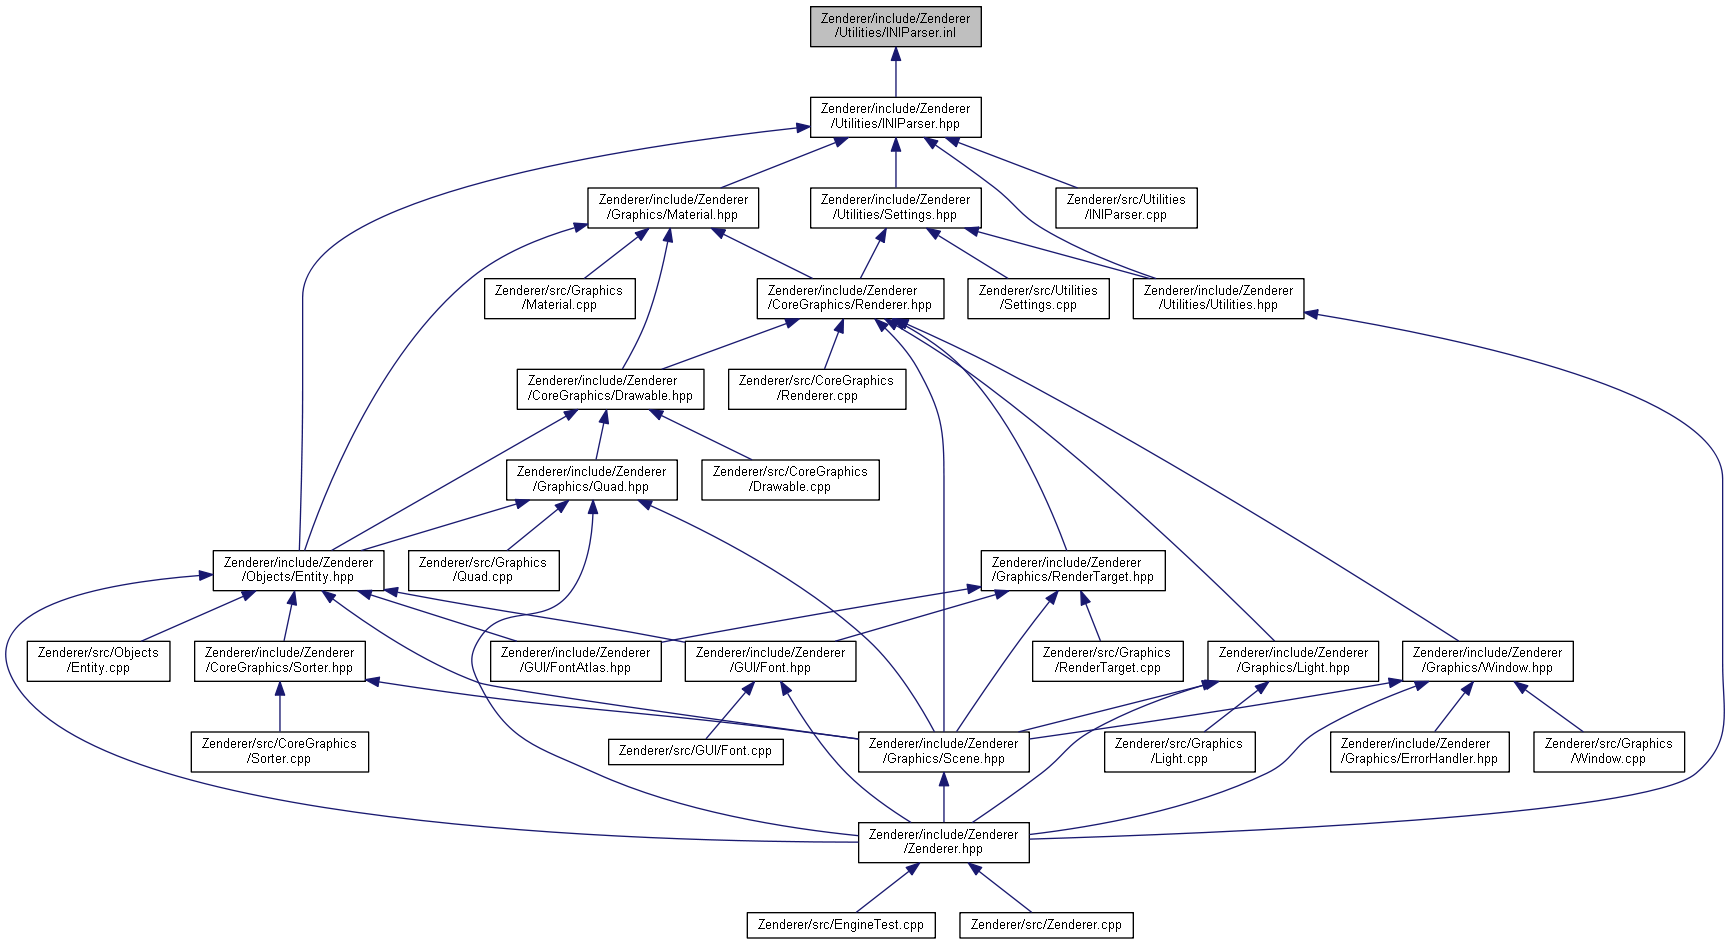 Zenderer/include/Zenderer
/Utilities/INIParser.inl
Zenderer/include/Zenderer
/Utilities/INIParser.hpp
Zenderer/include/Zenderer
/Graphics/Material.hpp
Zenderer/include/Zenderer
/Utilities/Settings.hpp
Zenderer/src/Utilities
/INIParser.cpp
Zenderer/src/Graphics
/Material.cpp
Zenderer/include/Zenderer
/CoreGraphics/Renderer.hpp
Zenderer/src/Utilities
/Settings.cpp
Zenderer/include/Zenderer
/Utilities/Utilities.hpp
Zenderer/include/Zenderer
/CoreGraphics/Drawable.hpp
Zenderer/src/CoreGraphics
/Renderer.cpp
Zenderer/include/Zenderer
/Graphics/Quad.hpp
Zenderer/src/CoreGraphics
/Drawable.cpp
Zenderer/include/Zenderer
/Objects/Entity.hpp
Zenderer/src/Graphics
/Quad.cpp
Zenderer/include/Zenderer
/Graphics/RenderTarget.hpp
Zenderer/src/Objects
/Entity.cpp
Zenderer/include/Zenderer
/CoreGraphics/Sorter.hpp
Zenderer/include/Zenderer
/GUI/FontAtlas.hpp
Zenderer/include/Zenderer
/GUI/Font.hpp
Zenderer/src/Graphics
/RenderTarget.cpp
Zenderer/include/Zenderer
/Graphics/Light.hpp
Zenderer/include/Zenderer
/Graphics/Window.hpp
Zenderer/src/CoreGraphics
/Sorter.cpp
Zenderer/src/GUI/Font.cpp
Zenderer/include/Zenderer
/Graphics/Scene.hpp
Zenderer/src/Graphics
/Light.cpp
Zenderer/include/Zenderer
/Graphics/ErrorHandler.hpp
Zenderer/src/Graphics
/Window.cpp
Zenderer/include/Zenderer
/Zenderer.hpp
Zenderer/src/EngineTest.cpp
Zenderer/src/Zenderer.cpp